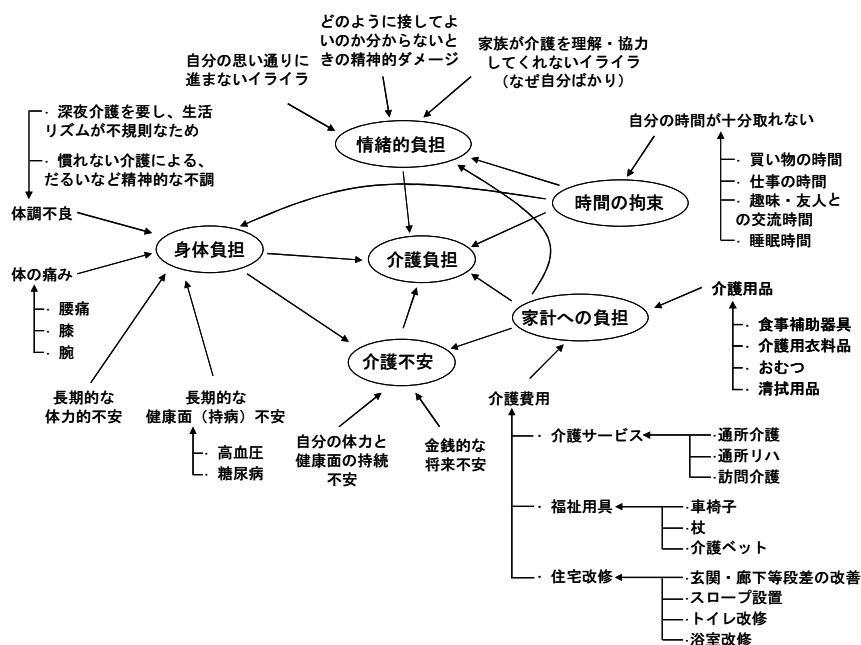 どのように接してよ
いのか分からないと
きの精神的ダメージ
自分の思い通りに
進まないイライラ
家族が介護を理解・協力
してくれないイライラ
(なぜ自分ばかり)
・深夜介護を要し、生活
リズムが不規則なため
・慣れない介護による、
だるいなど精神的な不調
体調不良
体の痛み
・腰痛
・膝
・腕
情緒的負担
自分の時間が十分取れない
・買い物の時間
・仕事の時間
・趣味・友人と
の交流時間
・睡眠時間
時間の拘束
身体負担
介護負担
家計への負担
介護不安
介護用品
・食事補助器具
・介護用衣料品
・おむつ
・清拭用品
長期的な
体力的不安
長期的な
健康面(持病)不安
・高血圧
・糖尿病
自分の体力と
健康面の持続
不安
金銭的な
将来不安
介護費用
・介護サービス
・通所介護
・通所リハ
・訪問介護
・福祉用具
・車椅子
・杖
・介護ベット
・住宅改修
・玄関・廊下等段差の改善
・スロープ設置
・トイレ改修
・浴室改修